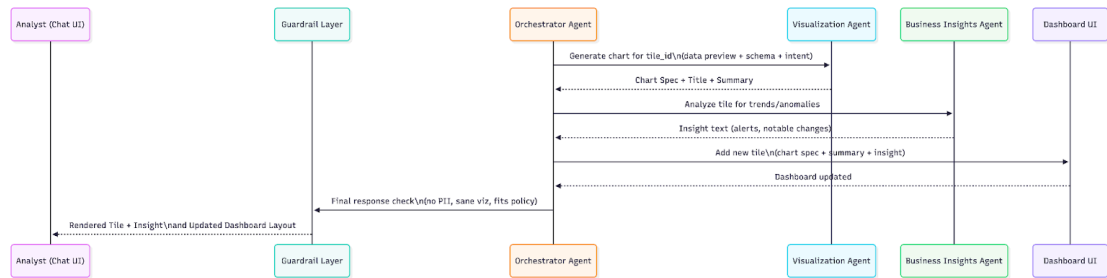 Analyst (Chat UI)
Guardrail Layer
Orchestrator Agent
Visualization Agent
Business Insights Agent
Dashboard UI
Generate chart for tile_id\n(data preview + schema + intent)
Chart Spec + Title + Summary
Analyze tile for trends/anomalies
Insight text (alerts, notable changes)
Add new tile\n(chart spec + summary + insight)
Dashboard updated
Final response check\n(no PII, sane viz, fits policy)
Rendered Tile + Insight\nand Updated Dashboard Layout
Analyst (Chat UI)
Guardrail Layer
Orchestrator Agent
Visualization Agent
Business Insights Agent
Dashboard UI